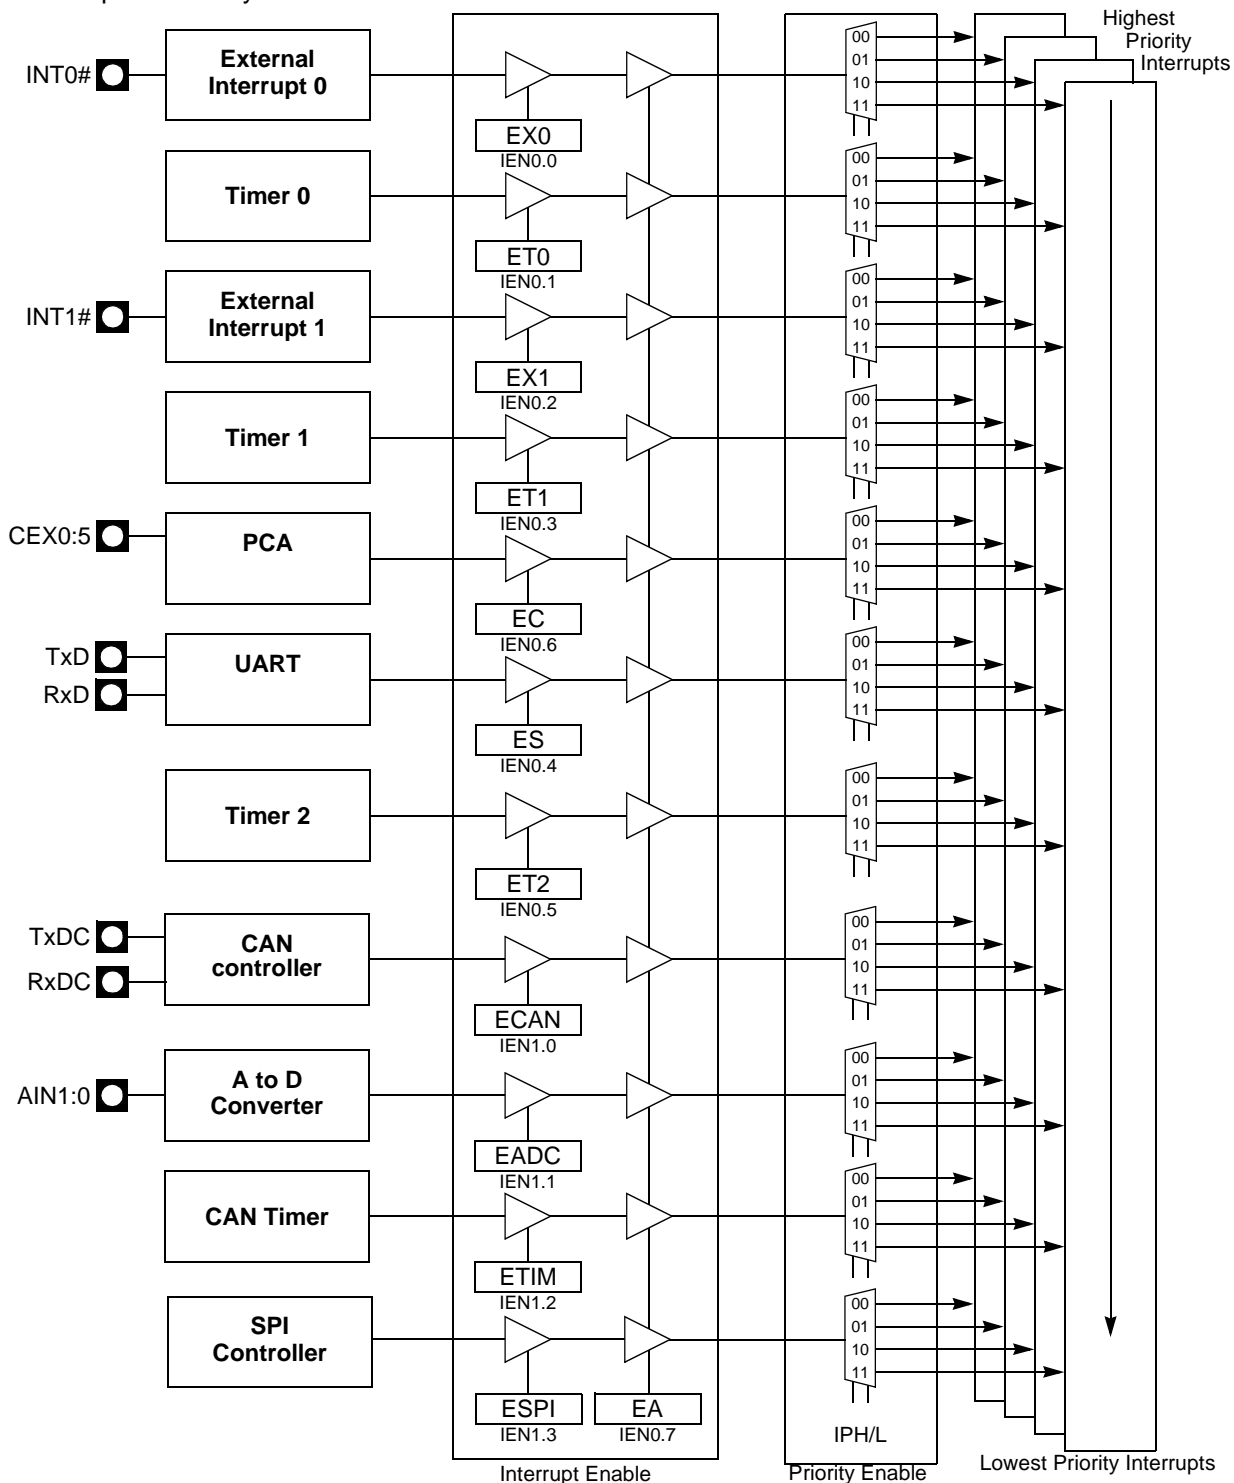 Highest
Priority
Interrupts
INT0#
External
Interrupt 0
EX0
IEN0.0
00
01
10
11
Timer 0
ET0
IEN0.1
00
01
10
11
INT1#
External
Interrupt 1
EX1
IEN0.2
00
01
10
11
Timer 1
ET1
IEN0.3
00
01
10
11
CEX0:5
PCA
EC
IEN0.6
00
01
10
11
TxD
RxD
UART
ES
IEN0.4
00
01
10
11
Timer 2
ET2
IEN0.5
00
01
10
11
TxDC
RxDC
CAN
controller
ECAN
IEN1.0
00
01
10
11
AIN1:0
A to D
Converter
EADC
IEN1.1
00
01
10
11
CAN Timer
ETIM
IEN1.2
00
01
10
11
SPI
Controller
ESPI
IEN1.3
EA
IEN0.7
00
01
10
11
IPH/L
Interrupt Enable
Priority Enable
Lowest Priority Interrupts